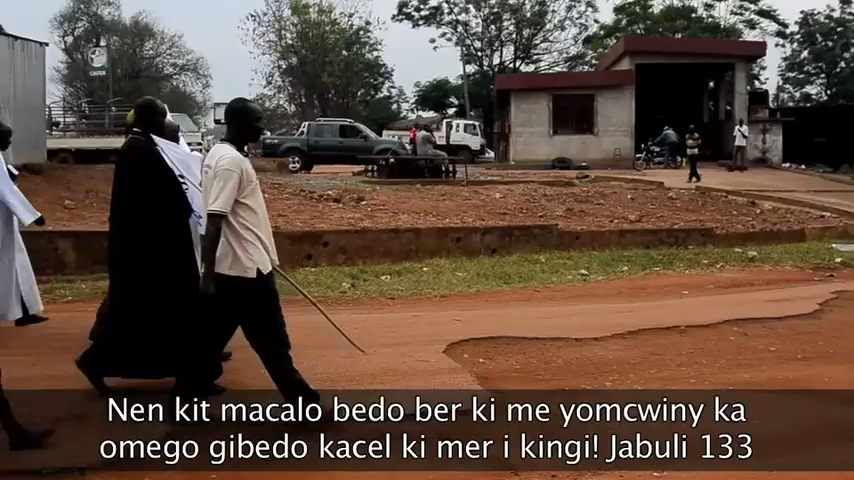 Nen kit macalo bedo ber ki me yomcwiny ka
omego gibedo kacel ki mer i kingi! Jabuli 133